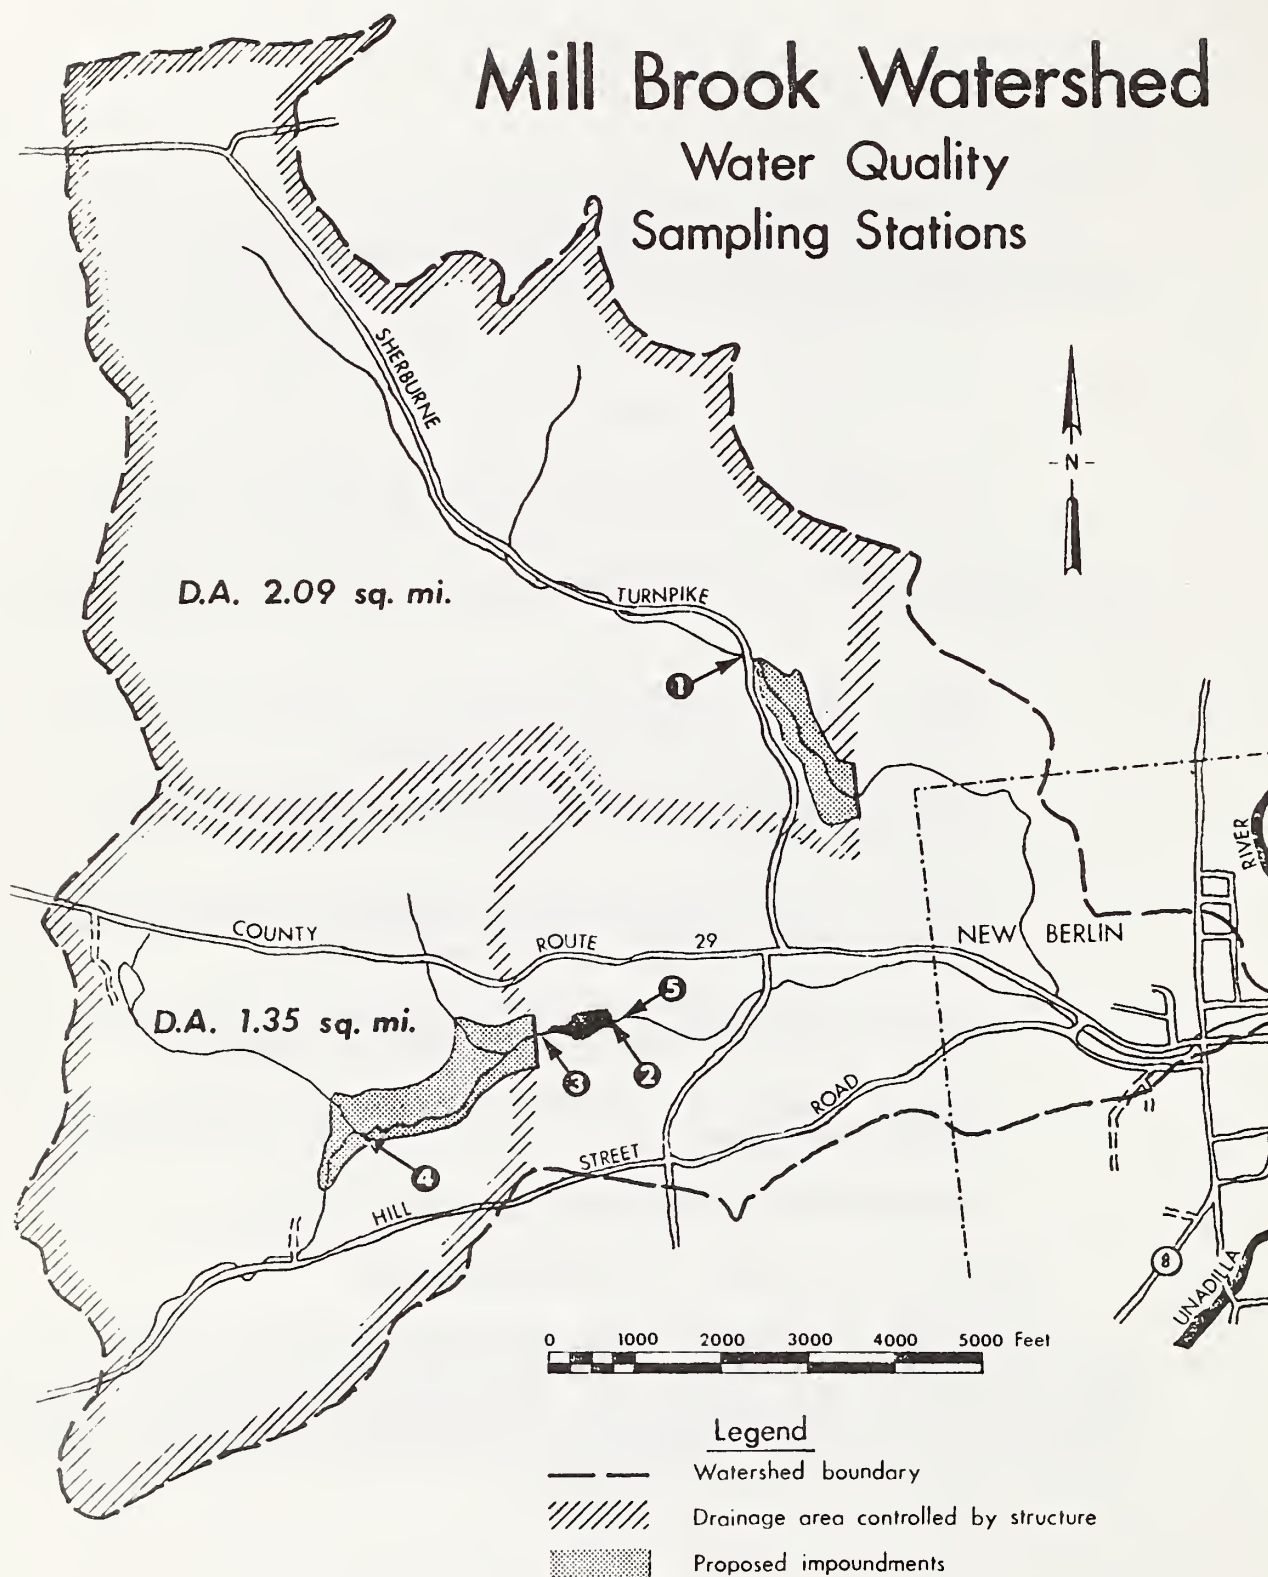 Mill Brook Watershed
Water Quality
Sampling Stations
SHERBURNE
- N -
D.A. 2.09 sq. mi.
TURNPIKE
1
RIVER
COUNTY
ROUTE
29
NEW BERLIN
5
D.A. 1.35 sq. mi.
3
2
ROAD
STREET
4
HILL
8
UNADILLA
0 1000 2000 3000 4000 5000 Feet
Legend
Watershed boundary
Drainage area controlled by structure
Proposed impoundments